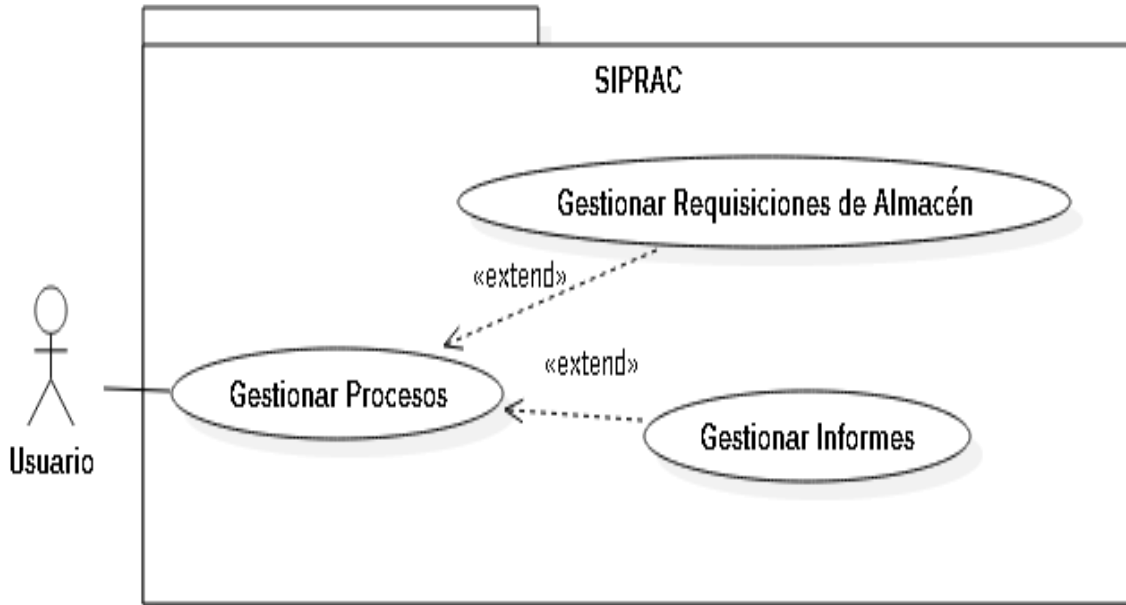 SIPRAC
Gestionar Requisiciones de Almacén
«extend»
«extend»
Gestionar Procesos
Gestionar Informes
Usuario